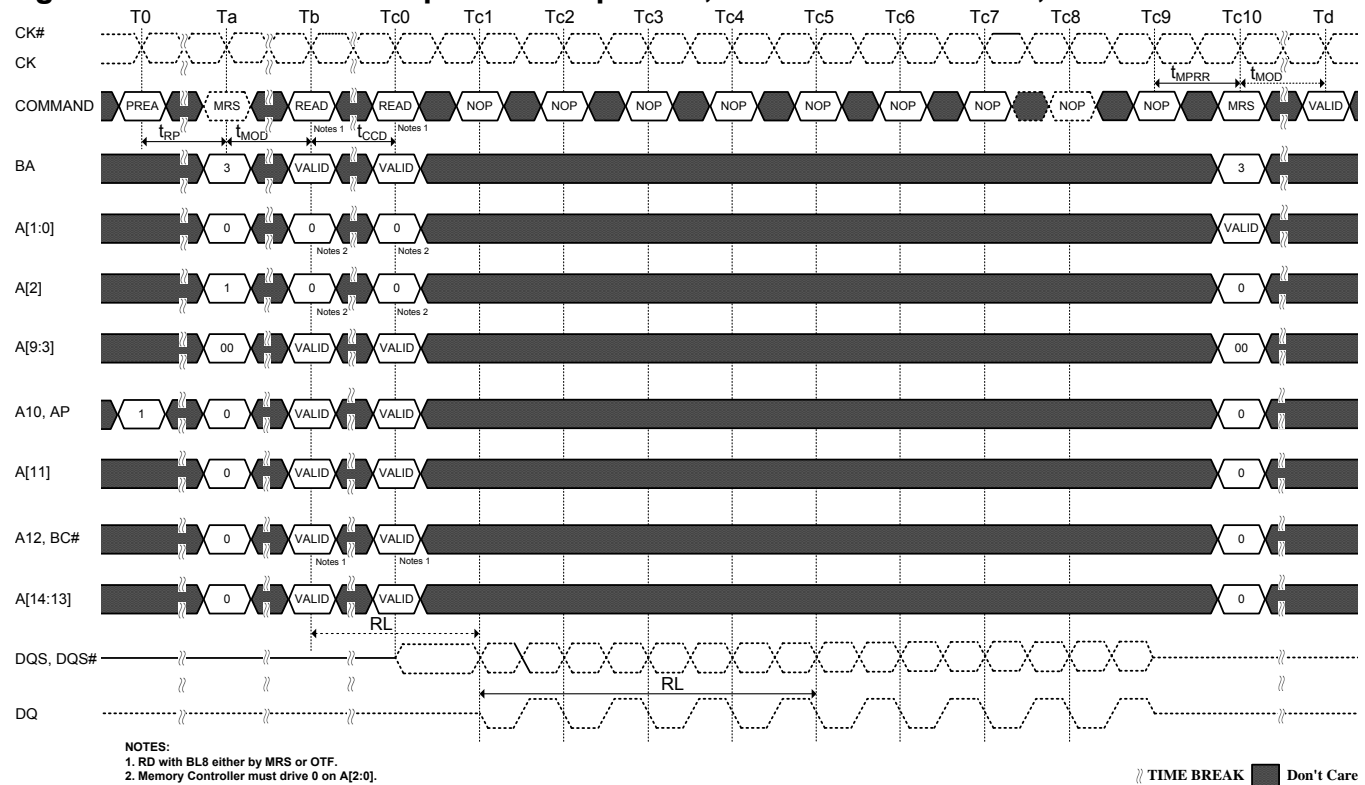 T0 Ta Tb Tc0 Tc1 Tc2 Tc3 Tc4 Tc5 Tc6 Tc7 Tc8 Tc9 Tc10 Td
CK#
CK
tMPRR tMOD
COMMAND PREA MRS READ READ NOP NOP NOP NOP NOP NOP NOP NOP NOP MRS VALID
Notes 1 Notes 1
tRP tMOD tCCD
BA 3 VALID VALID 3
A[1:0] 0 0 0 VALID
Notes 2 Notes 2
A[2] 1 0 0 0
Notes 2 Notes 2
A[9:3] 00 VALID VALID 00
A10, AP 1 0 VALID VALID 0
A[11] 0 VALID VALID 0
A12, BC# 0 VALID VALID 0
Notes 1 Notes 1
A[14:13] 0 VALID VALID 0
RL
DQS, DQS#
RL
DQ
NOTES:
1. RD with BL8 either by MRS or OTF.
2. Memory Controller must drive 0 on A[2:0].
TIME BREAK Don't Care